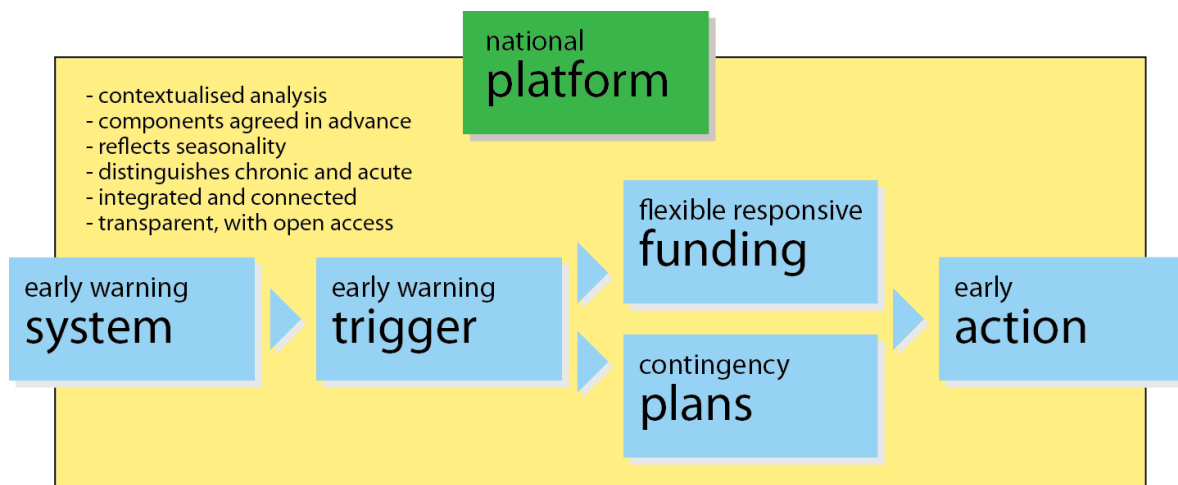 national
platform
- contextualised analysis
- components agreed in advance
- reflects seasonality
- distinguishes chronic and acute
- integrated and connected
- transparent, with open access
early warning
system
early warning
trigger
flexible responsive
funding
contingency
plans
early
action